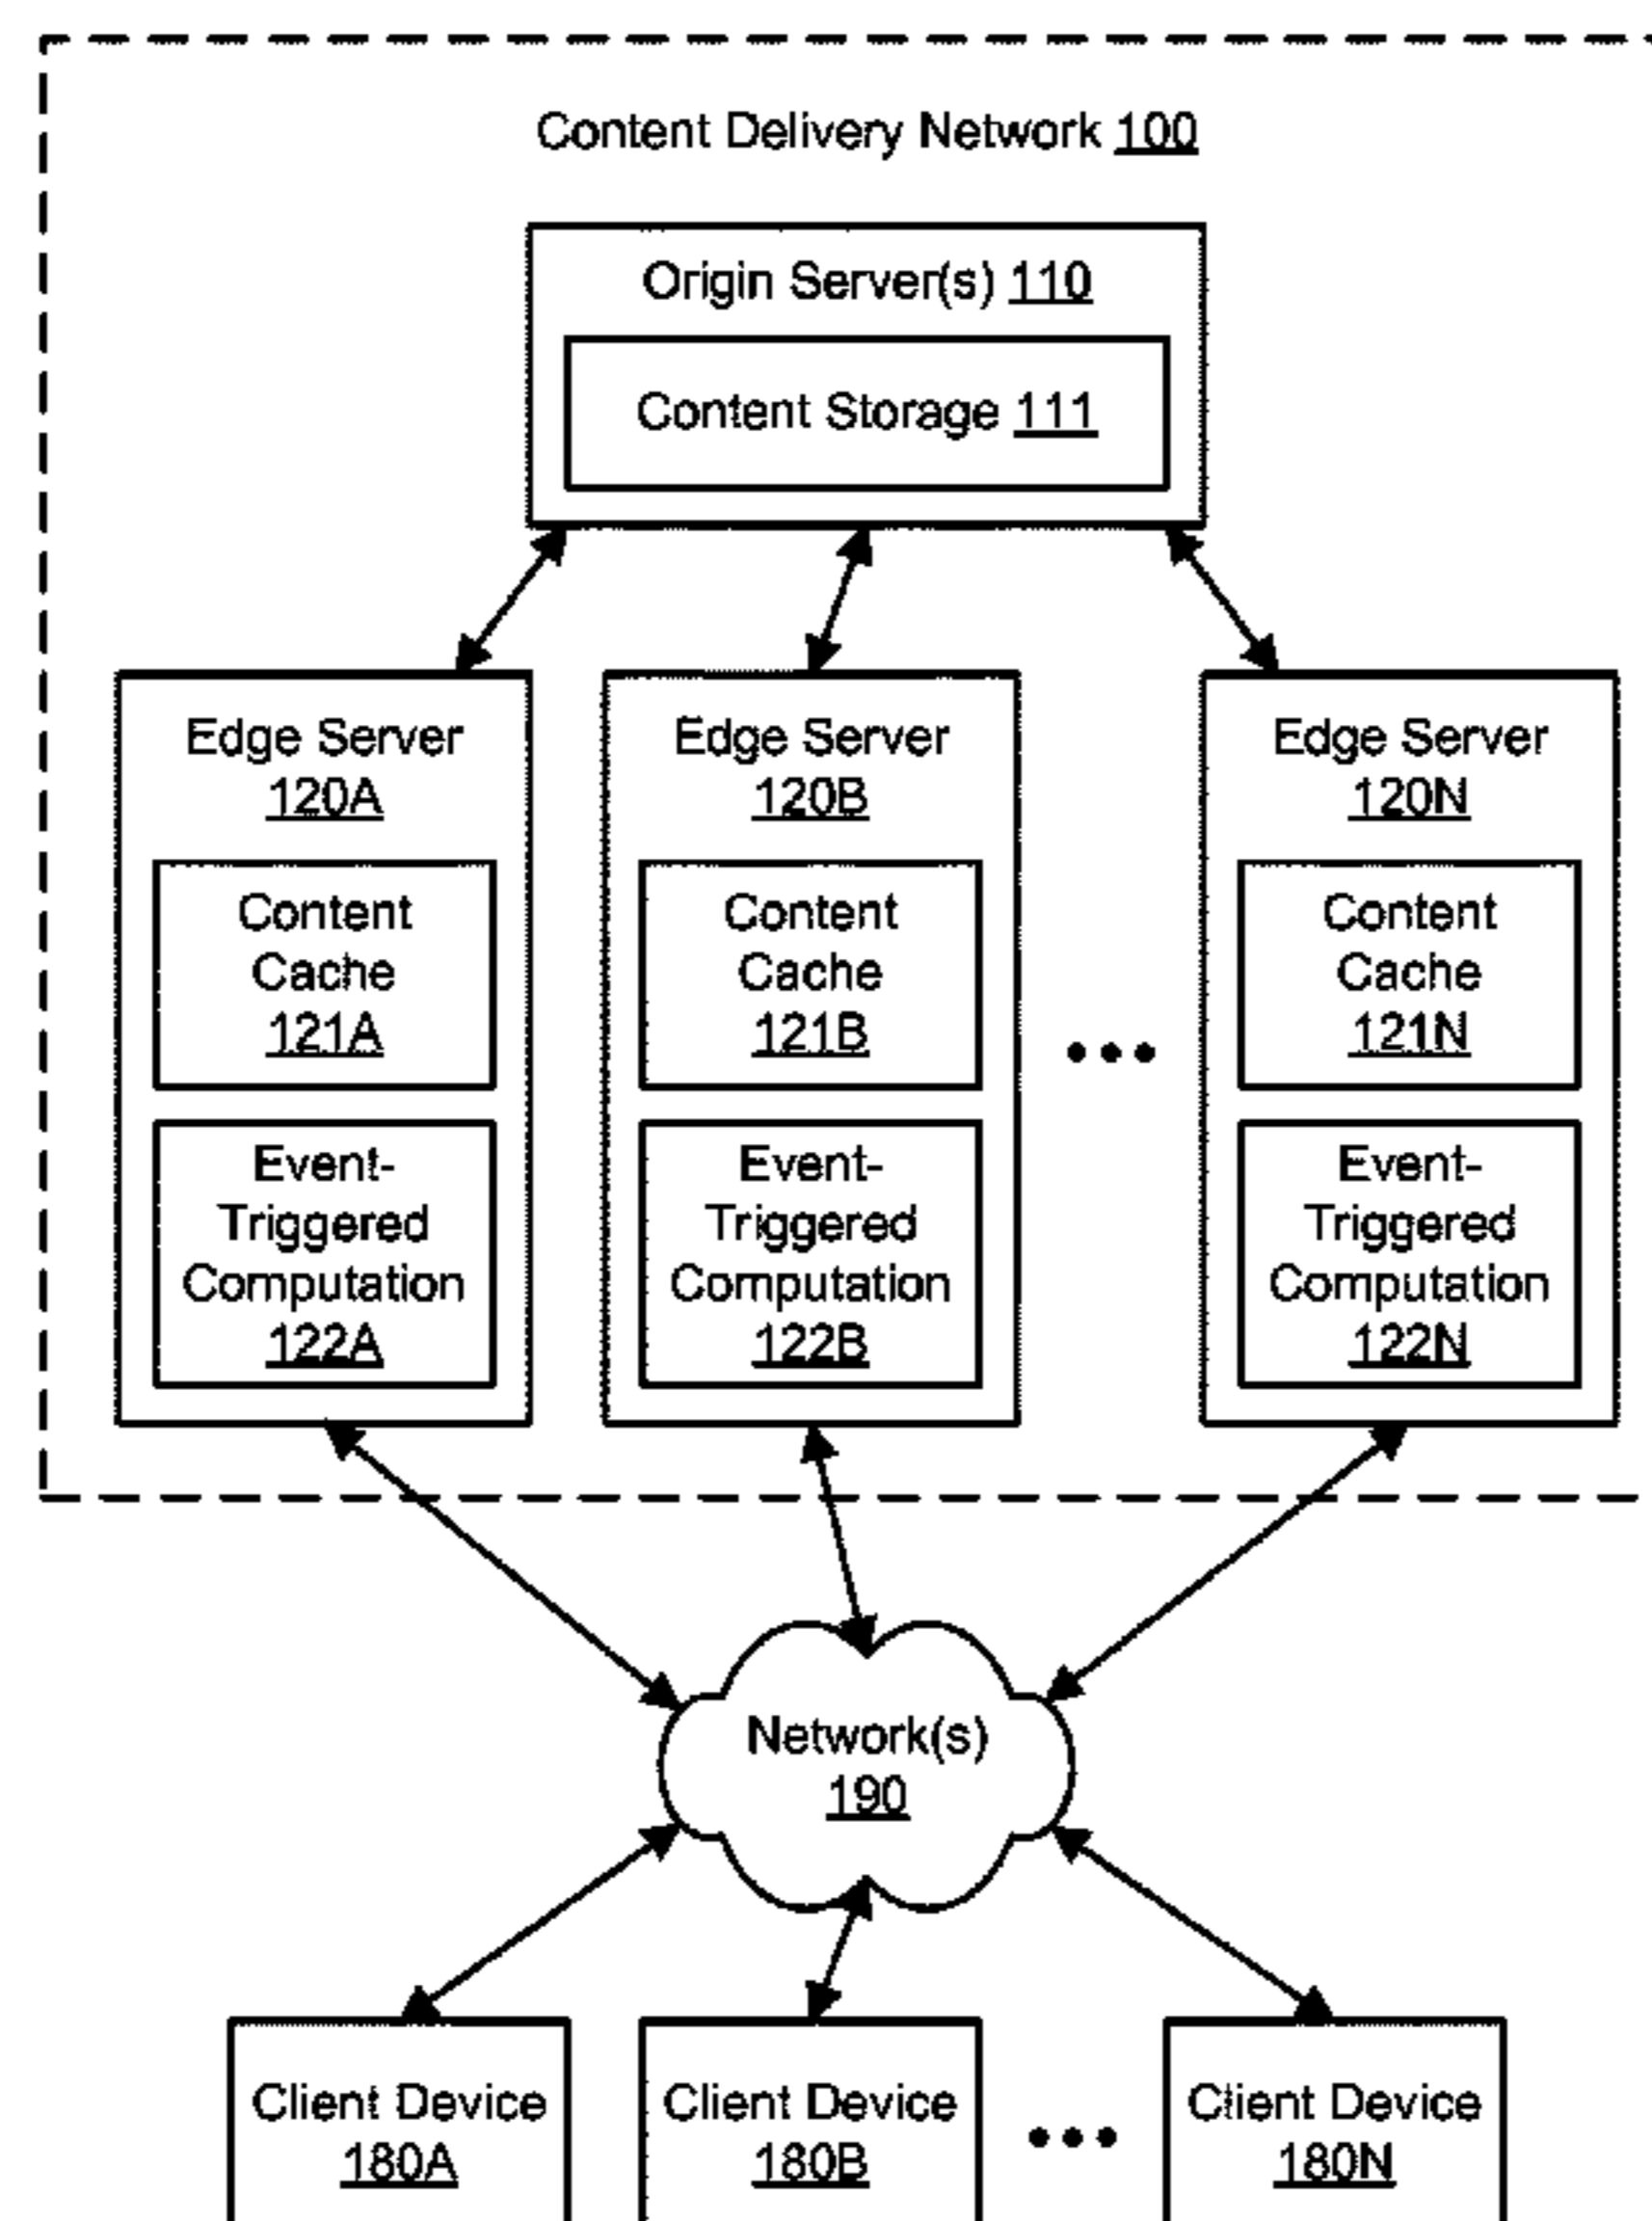 Content Delivery Network 100
Origin Server(s) 110
Content Storage 111
Edge Server
120A
Content
Cache
121A
Event-
Triggered
Computation
122A
Edge Server
120B
Content
Cache
121B
Event-
Triggered
Computation
122B
•••
Edge Server
120N
Content
Cache
121N
Event-
Triggered
Computation
122N
Network(s)
190
Client Device
180A
Client Device
180B
•••
Client Device
180N